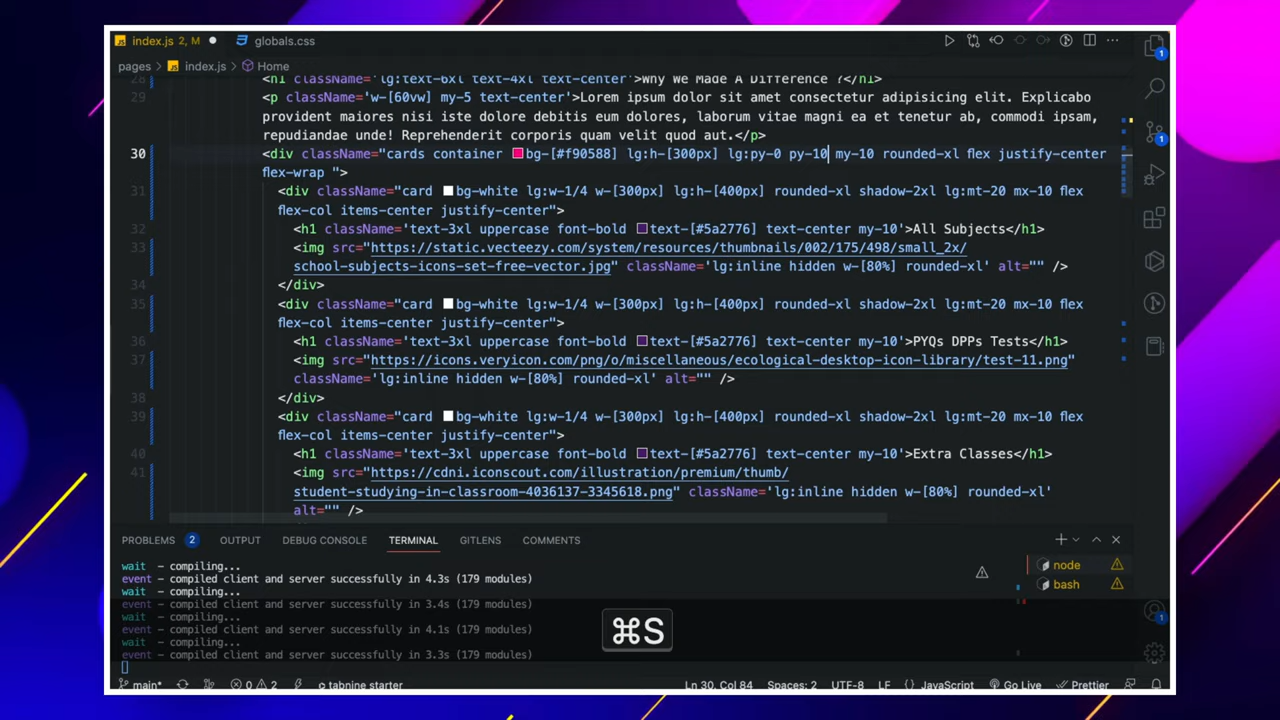 index.js 2, M
globals.css
pages index.js Home
28 <h1 className='lg:text-6xl text-4xl text-center'>Why We Made A Difference ?</h1>
29 <p className='w-[60vw] my-5 text-center'>Lorem ipsum dolor sit amet consectetur adipisicing elit. Explicabo
provident maiores nisi iste dolore debitis eum dolores, laborum vitae magni ea et tenetur ab, commodi ipsam,
repudiandae unde! Reprehenderit corporis quam velit quod aut.</p>
30 <div className="cards container bg-[#f90588] lg:h-[300px] lg:py-0 py-10 my-10 rounded-xl flex justify-center
flex-wrap ">
31 <div className="card bg-white lg:w-1/4 w-[300px] lg:h-[400px] rounded-xl shadow-2xl lg:mt-20 mx-10 flex
flex-col items-center justify-center">
32 <h1 className='text-3xl uppercase font-bold text-[#5a2776] text-center my-10'>All Subjects</h1>
33 <img src="https://static.vecteezy.com/system/resources/thumbnails/002/175/498/small_2x/
school-subjects-icons-set-free-vector.jpg" className='lg:inline hidden w-[80%] rounded-xl' alt="" />
34 </div>
35 <div className="card bg-white lg:w-1/4 w-[300px] lg:h-[400px] rounded-xl shadow-2xl lg:mt-20 mx-10 flex
flex-col items-center justify-center">
36 <h1 className='text-3xl uppercase font-bold text-[#5a2776] text-center my-10'>PYQs DPPs Tests</h1>
37 <img src="https://icons.veryicon.com/png/o/miscellaneous/ecological-desktop-icon-library/test-11.png"
className='lg:inline hidden w-[80%] rounded-xl' alt="" />
38 </div>
39 <div className="card bg-white lg:w-1/4 w-[300px] lg:h-[400px] rounded-xl shadow-2xl lg:mt-20 mx-10 flex
flex-col items-center justify-center">
40 <h1 className='text-3xl uppercase font-bold text-[#5a2776] text-center my-10'>Extra Classes</h1>
41 <img src="https://cdni.iconscout.com/illustration/premium/thumb/
student-studying-in-classroom-4036137-3345618.png" className='lg:inline hidden w-[80%] rounded-xl'
alt="" />
PROBLEMS 2 OUTPUT DEBUG CONSOLE TERMINAL GITLENS COMMENTS
wait - compiling...
event - compiled client and server successfully in 4.3s (179 modules)
wait - compiling...
event - compiled client and server successfully in 3.4s (179 modules)
wait - compiling...
event - compiled client and server successfully in 4.1s (179 modules)
wait - compiling...
event - compiled client and server successfully in 3.3s (179 modules)
node
bash
1
1
1
⌘S
main* 0 2 tabnine starter Ln 30, Col 84 Spaces: 2 UTF-8 LF {} JavaScript Go Live Prettier